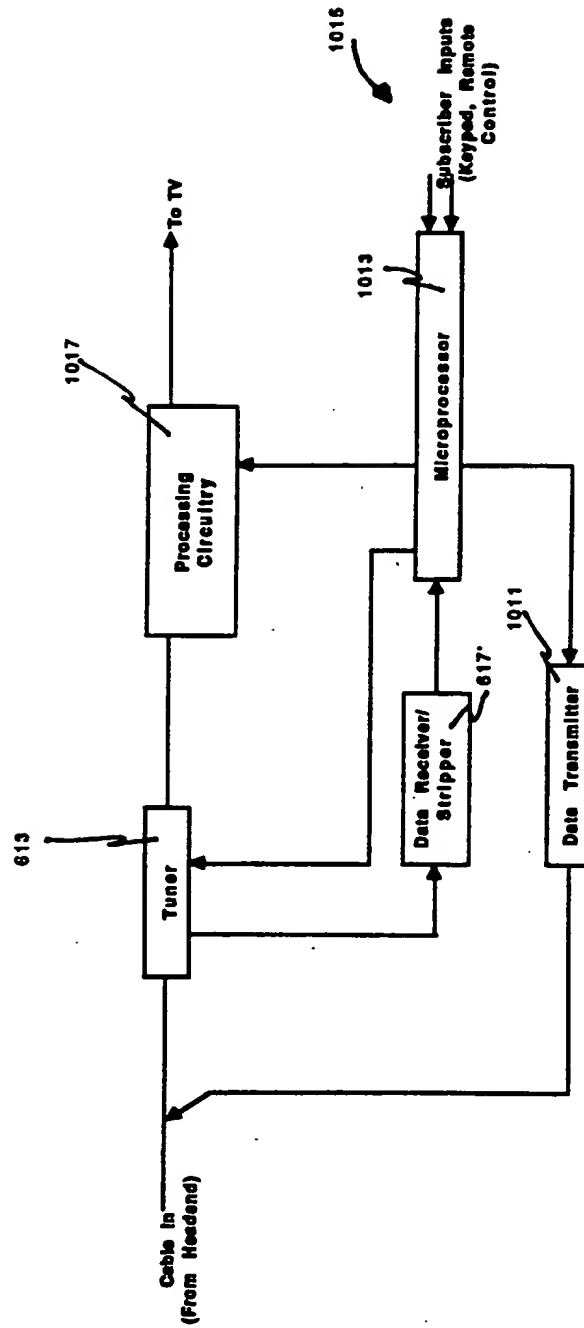 Cable In
(From Headend)
613
Tuner
1017
Processing
Circuitry
To TV
Data Receiver/
Stripper
617'
1013
Microprocessor
1015
Subscriber Inputs
(Keypad, Remote
Control)
1011
Data Transmitter